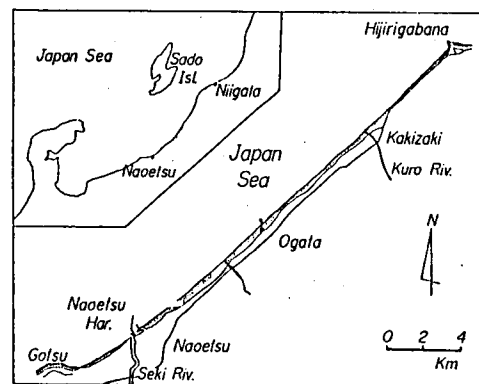 Japan Sea
Sado
Isl.
Niigata
Naoetsu
Hijirigabana
Japan
Sea
Kakizaki
Kuro Riv.
Ogata
N
Naoetsu
Har.
Naoetsu
Gotsu
Seki Riv.
0 2 4
Km